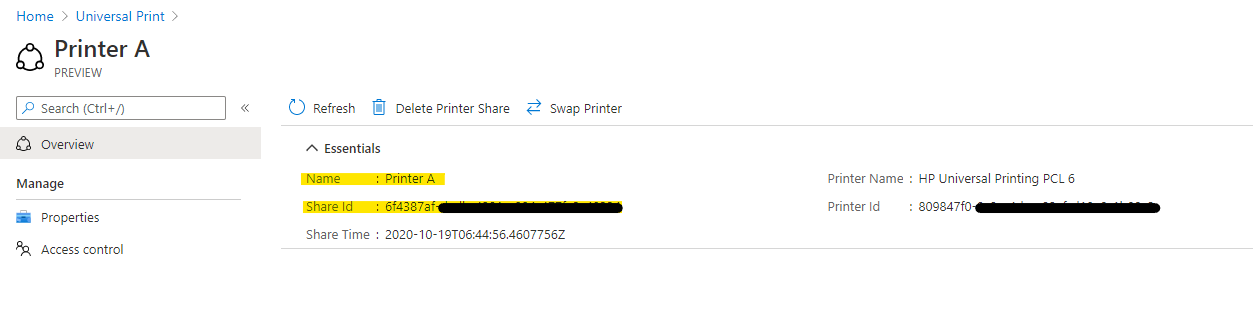 Home > Universal Print >
Printer A
PREVIEW
Search (Ctrl+/)
«
Refresh
Delete Printer Share
Swap Printer
Overview
Essentials
Manage
Name : Printer A
Printer Name : HP Universal Printing PCL 6
Properties
Share Id : 6f4387af-
Printer Id : 809847f0-
Access control
Share Time : 2020-10-19T06:44:56.4607756Z